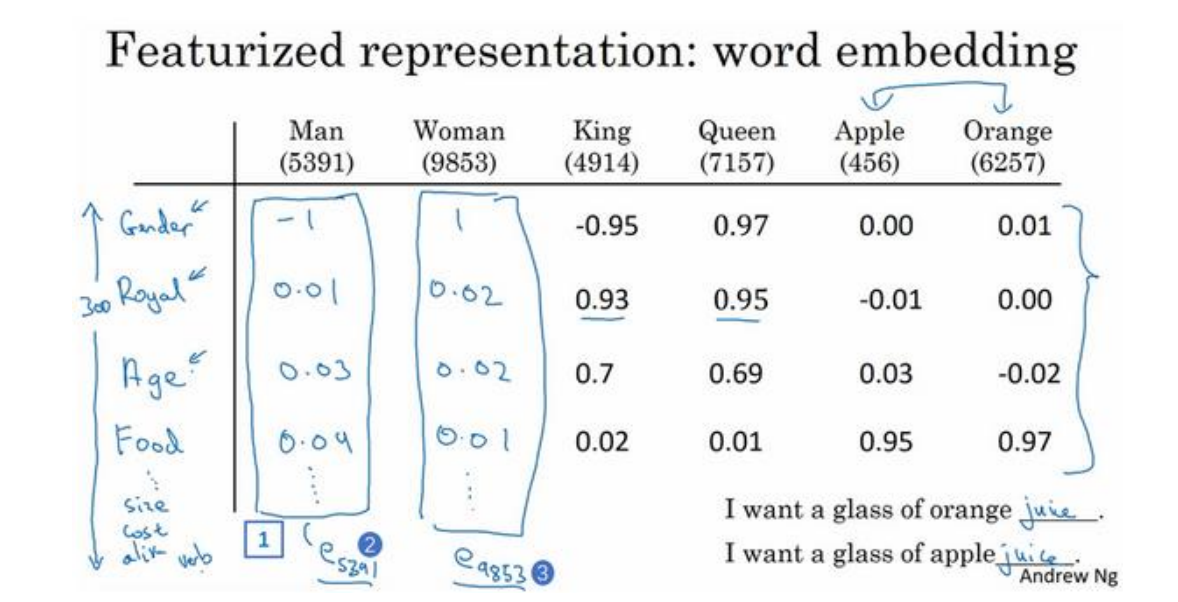 Featurized representation: word embedding
Man Woman King Queen Apple Orange
(5391) (9853) (4914) (7157) (456) (6257)
Gender -1 1 -0.95 0.97 0.00 0.01
300 Royal 0.01 0.02 0.93 0.95 -0.01 0.00
Age 0.03 0.02 0.7 0.69 0.03 -0.02
Food 0.04 0.01 0.02 0.01 0.95 0.97
size
cost
alive verb
1 e5391 2 e9853 3
I want a glass of orange juice.
I want a glass of apple juice.
Andrew Ng